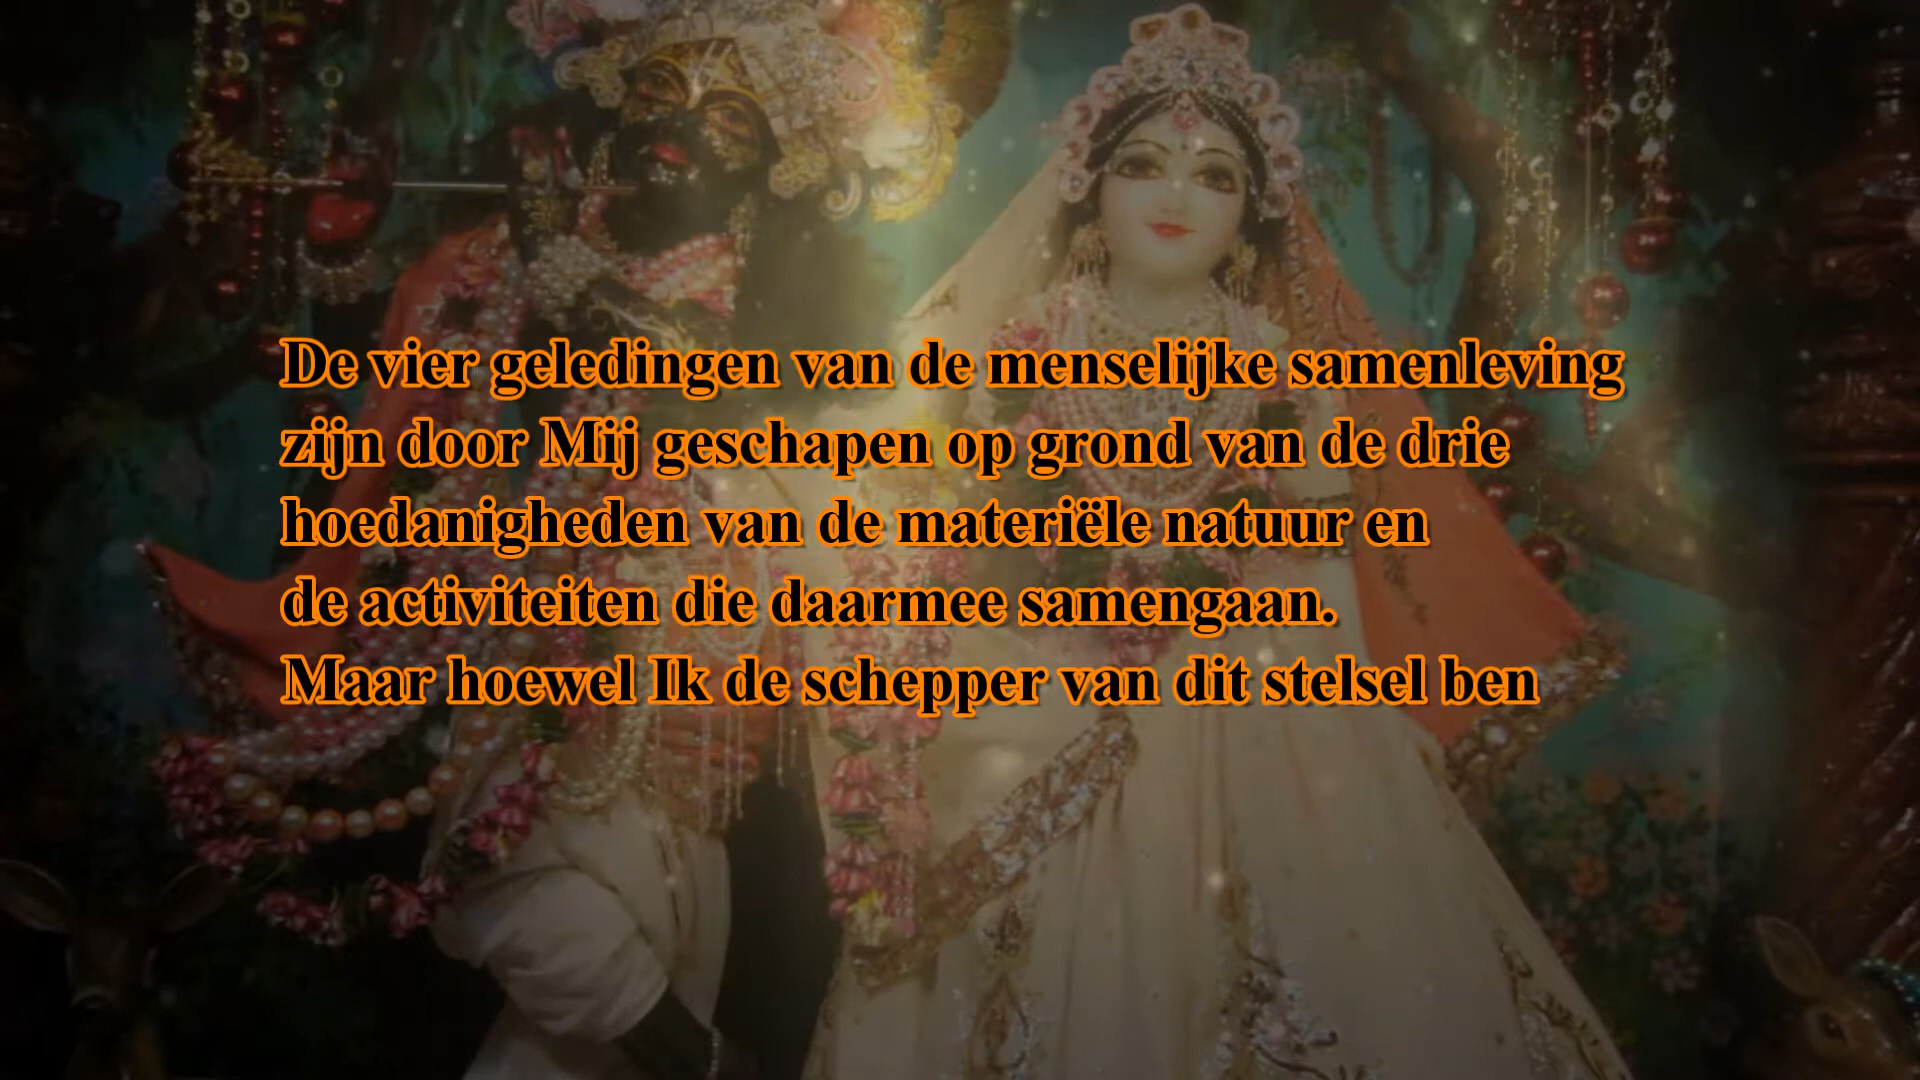 De vier geledingen van de menselijke samenleving
zijn door Mij geschapen op grond van de drie
hoedanigheden van de materiële natuur en
de activiteiten die daarmee samengaan.
Maar hoewel Ik de schepper van dit stelsel ben